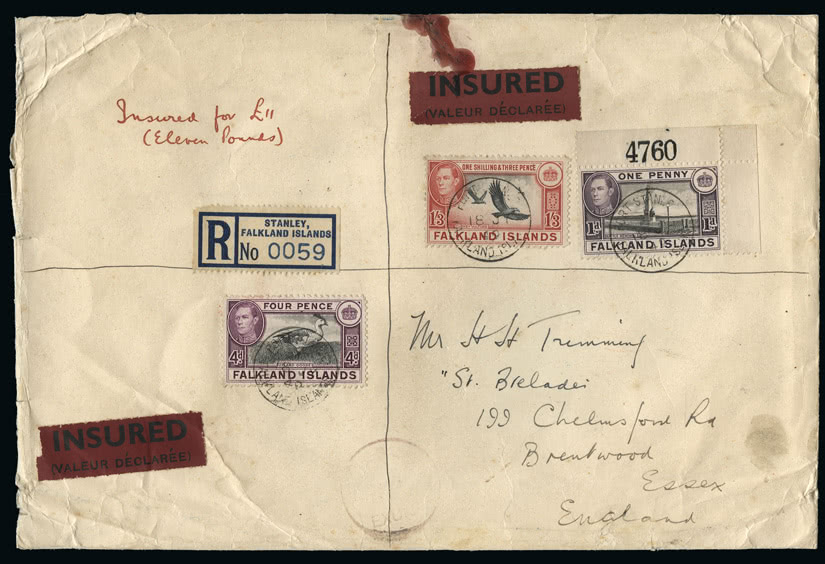 INSURED
(VALEUR DÉCLARÉE)
Insured for £11
(Eleven Pounds)
4760
ONE SHILLING & THREE PENCE
1/3 1/3
FALKLAND ISLANDS
ONE PENNY
1d 1d
FALKLAND ISLANDS
R
STANLEY,
FALKLAND ISLANDS
No 0059
FOUR PENCE
4d 4d
FALKLAND ISLANDS
Mr H H Tremming
"St. Brelades
199 Chelmsford Rd
Brentwood
Essex
England
INSURED
(VALEUR DÉCLARÉE)